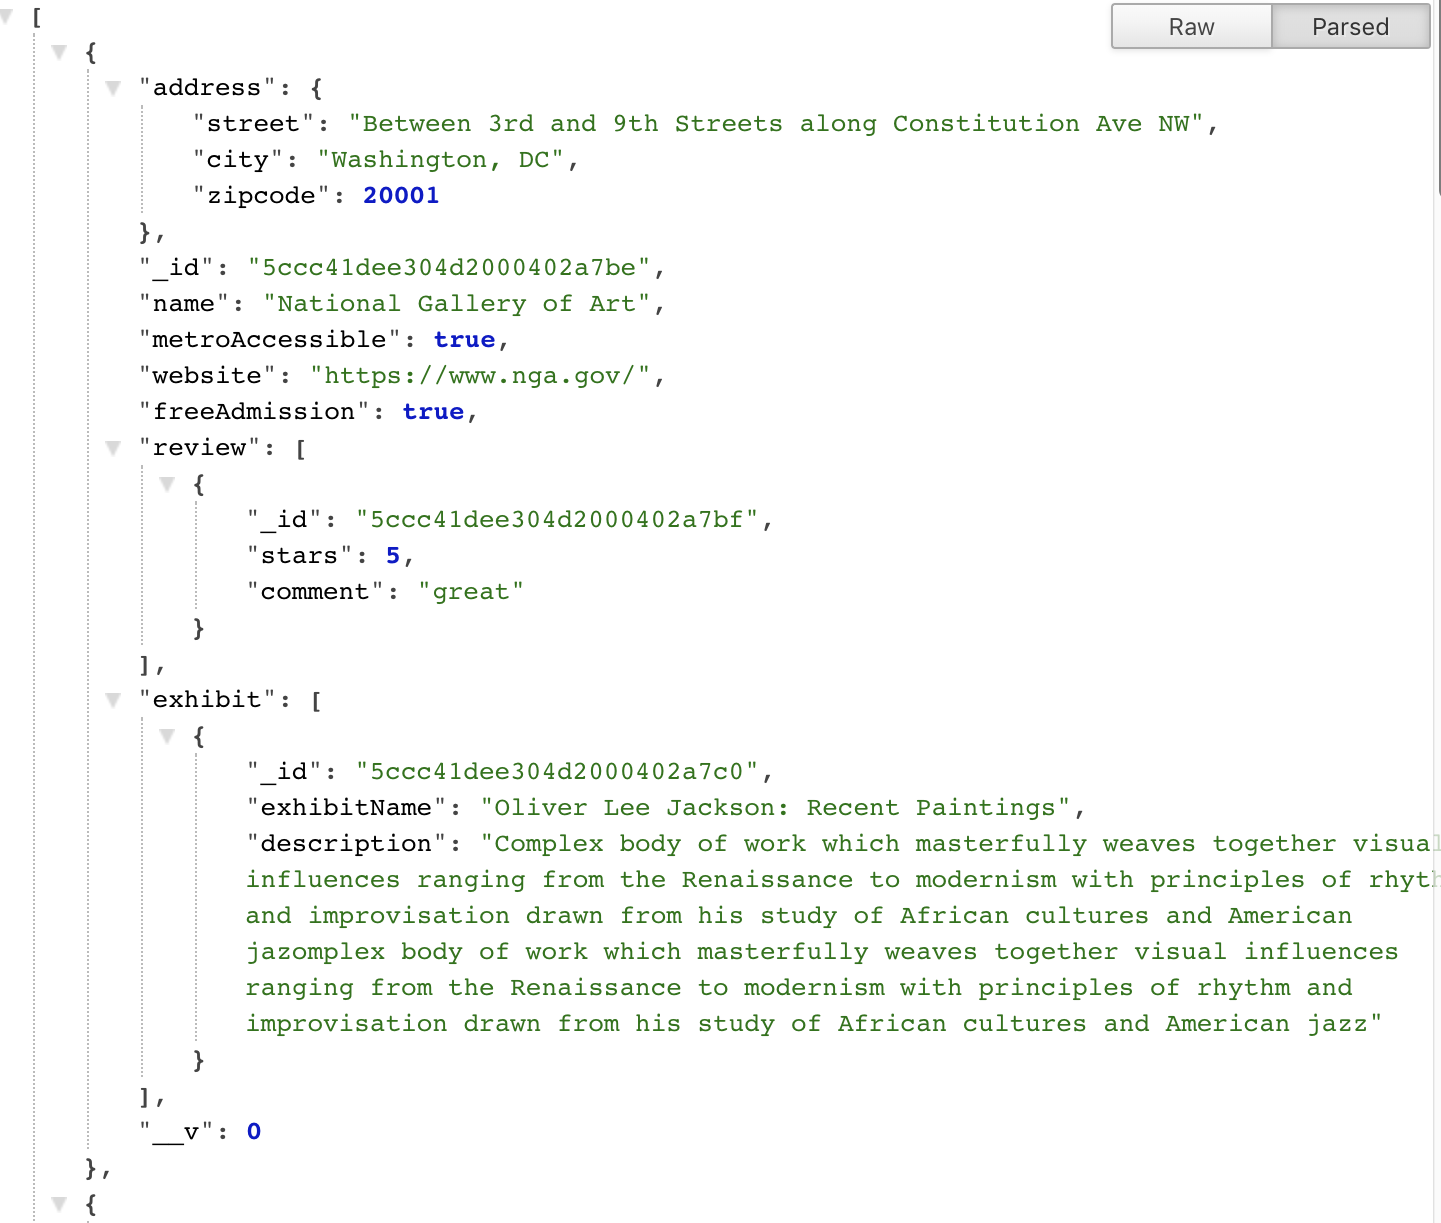 [
Raw Parsed
{
"address": {
"street": "Between 3rd and 9th Streets along Constitution Ave NW",
"city": "Washington, DC",
"zipcode": 20001
},
"_id": "5ccc41dee304d2000402a7be",
"name": "National Gallery of Art",
"metroAccessible": true,
"website": "https://www.nga.gov/",
"freeAdmission": true,
"review": [
{
"_id": "5ccc41dee304d2000402a7bf",
"stars": 5,
"comment": "great"
}
],
"exhibit": [
{
"_id": "5ccc41dee304d2000402a7c0",
"exhibitName": "Oliver Lee Jackson: Recent Paintings",
"description": "Complex body of work which masterfully weaves together visual
influences ranging from the Renaissance to modernism with principles of
and improvisation drawn from his study of African cultures and American
jazomplex body of work which masterfully weaves together visual influences
ranging from the Renaissance to modernism with principles of rhythm and
improvisation drawn from his study of African cultures and American jazz"
}
],
"__v": 0
},
{